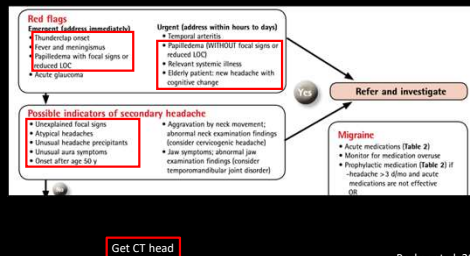 Red flags
Emergent (address immediately)
• Thunderclap onset
• Fever and meningismus
• Papilledema with focal signs or
reduced LOC
• Acute glaucoma
Urgent (address within hours to days)
• Temporal arteritis
• Papilledema (WITHOUT focal signs or
reduced LOC)
• Relevant systemic illness
• Elderly patient: new headache with
cognitive change
Yes
Refer and investigate
Possible indicators of secondary headache
• Unexplained focal signs
• Atypical headaches
• Unusual headache precipitants
• Unusual aura symptoms
• Onset after age 50 y
• Aggravation by neck movement;
abnormal neck examination findings
(consider cervicogenic headache)
• Jaw symptoms; abnormal jaw
examination findings (consider
temporomandibular joint disorder)
No
Migraine
• Acute medications (Table 2)
• Monitor for medication overuse
• Prophylactic medication (Table 2) if
-headache >3 d/mo and acute
medications are not effective
OR
Get CT head